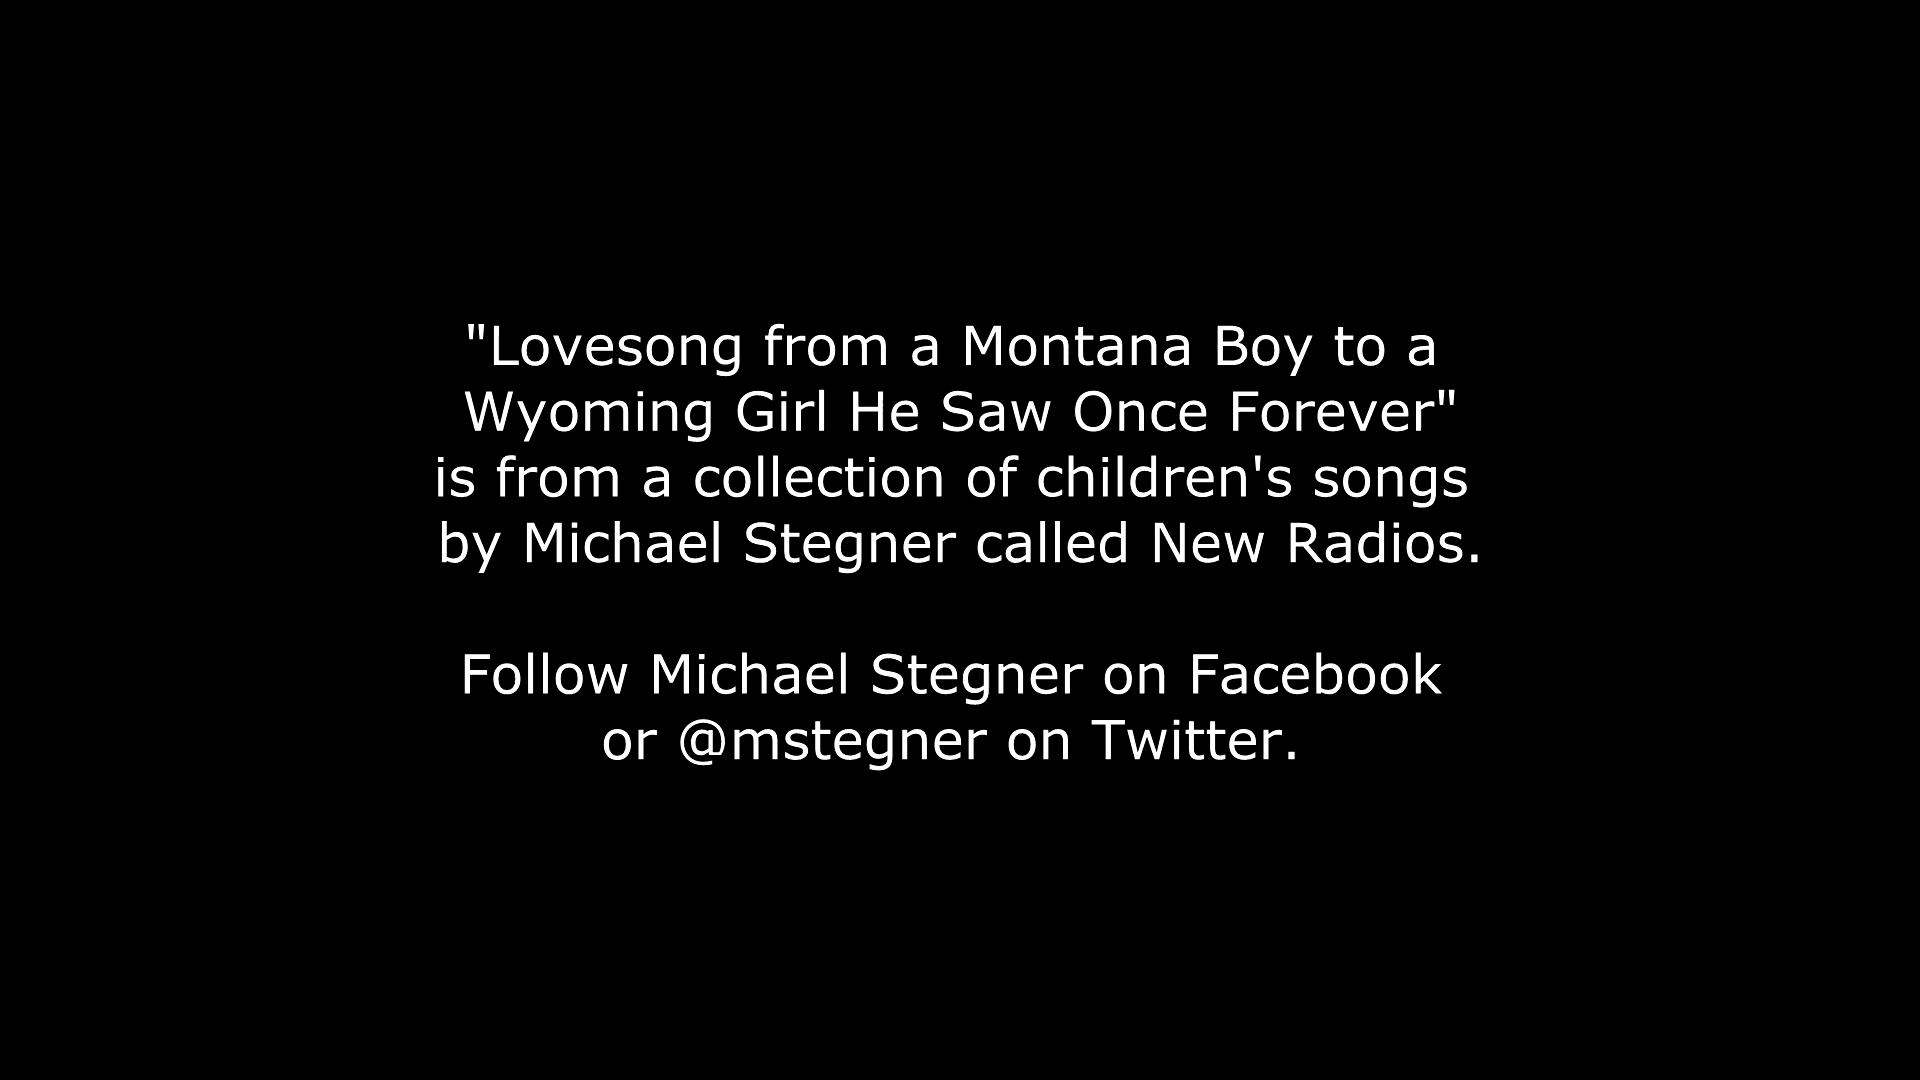 "Lovesong from a Montana Boy to a
Wyoming Girl He Saw Once Forever"
is from a collection of children's songs
by Michael Stegner called New Radios.
Follow Michael Stegner on Facebook
or @mstegner on Twitter.